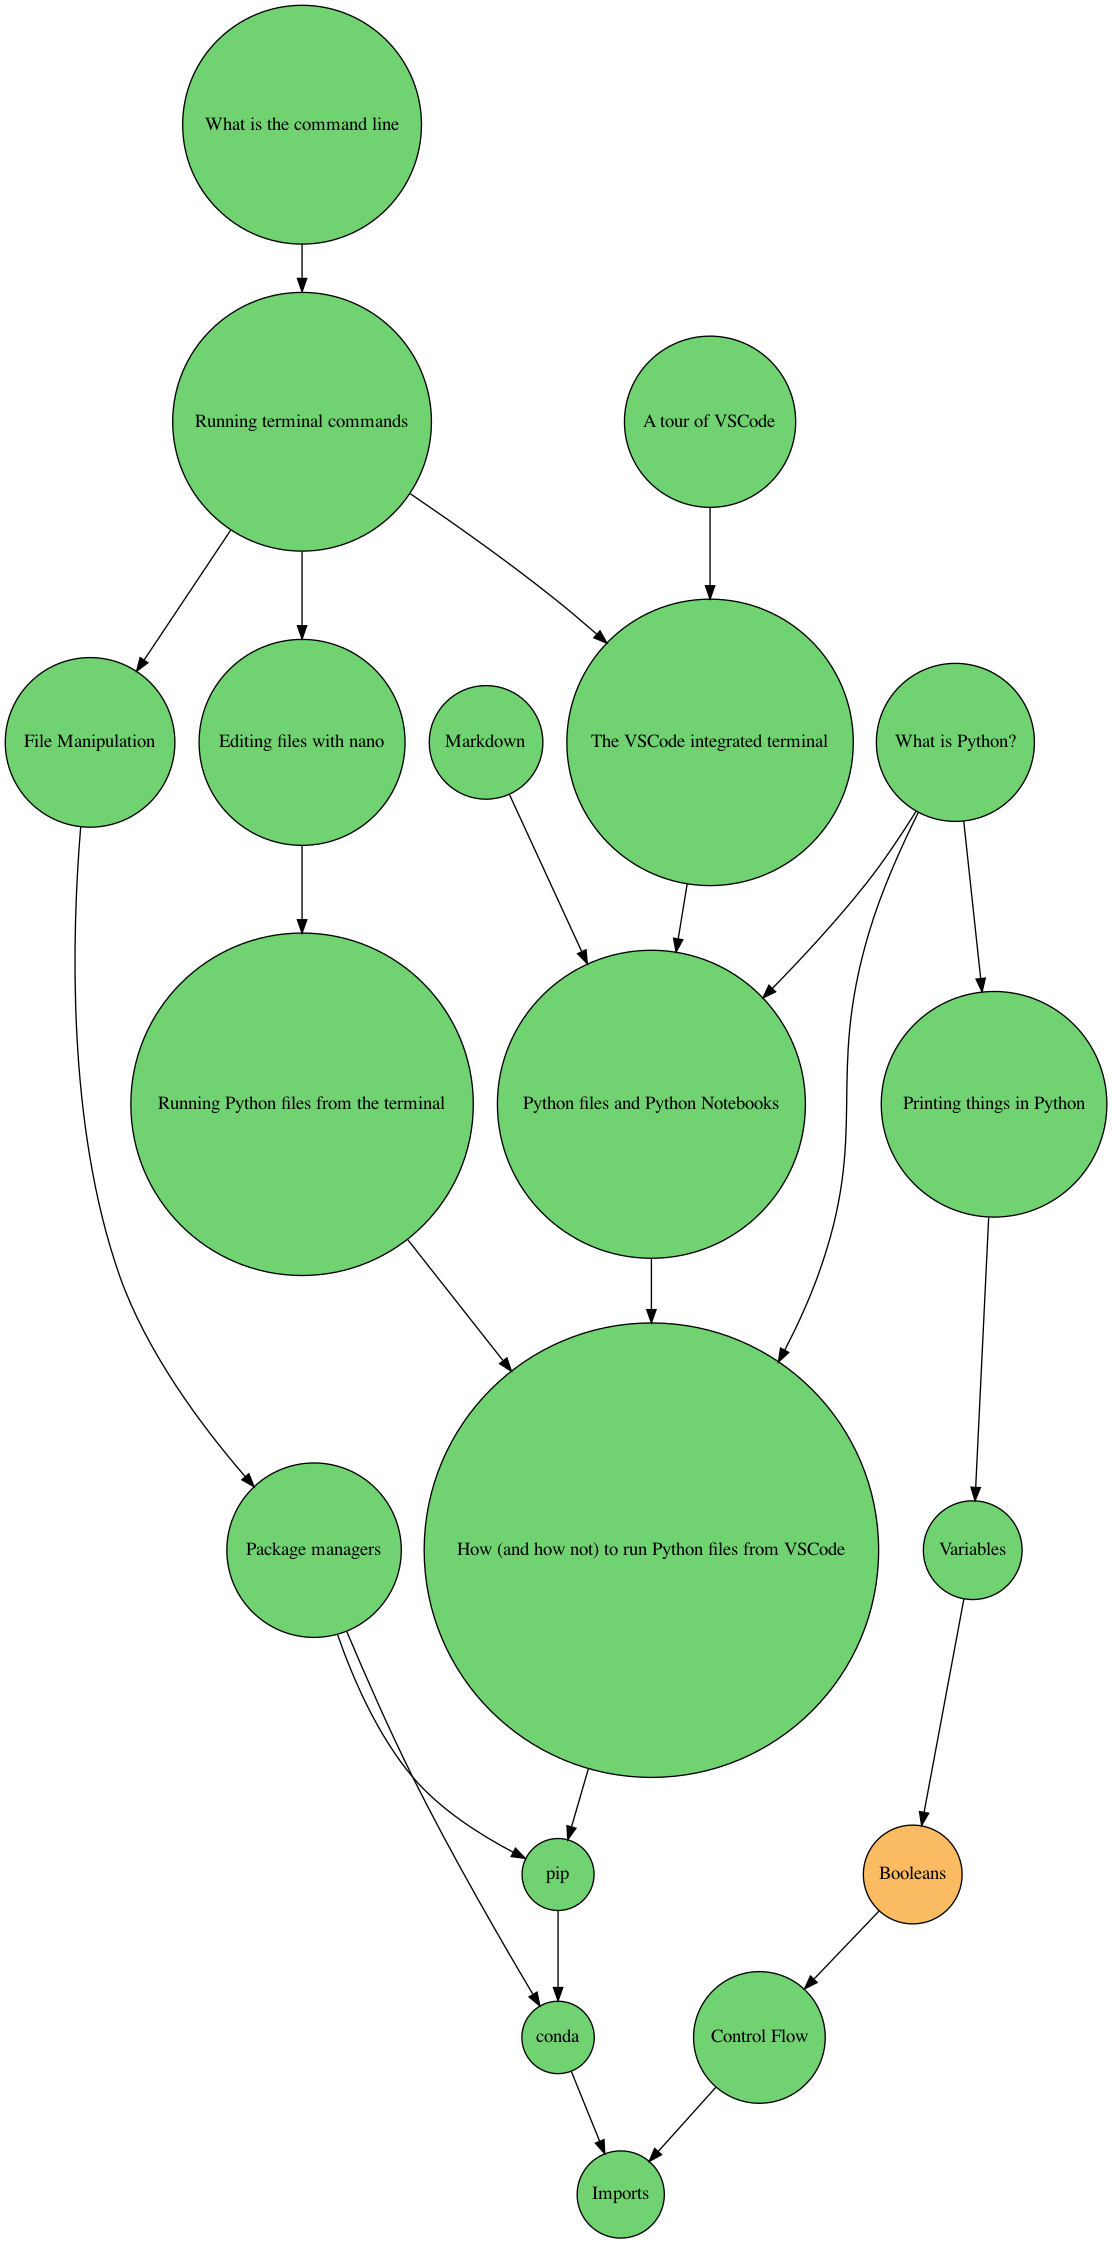 What is the command line
Running terminal commands
A tour of VSCode
File Manipulation
Editing files with nano
Markdown
The VSCode integrated terminal
What is Python?
Running Python files from the terminal
Python files and Python Notebooks
Printing things in Python
Package managers
How (and how not) to run Python files from VSCode
Variables
pip
Booleans
conda
Control Flow
Imports